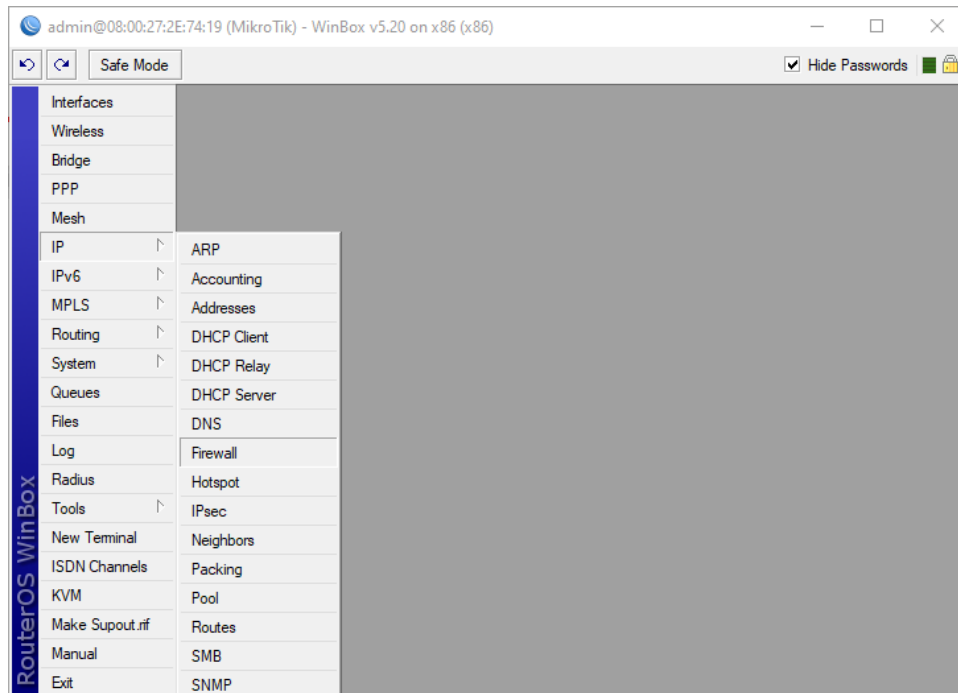 admin@08:00:27:2E:74:19 (MikroTik) - WinBox v5.20 on x86 (x86)
Safe Mode
Hide Passwords
Interfaces
Wireless
Bridge
PPP
Mesh
IP
IPv6
MPLS
Routing
System
Queues
Files
Log
Radius
Tools
New Terminal
ISDN Channels
KVM
Make Supout.rif
Manual
Exit
ARP
Accounting
Addresses
DHCP Client
DHCP Relay
DHCP Server
DNS
Firewall
Hotspot
IPsec
Neighbors
Packing
Pool
Routes
SMB
SNMP
RouterOS WinBox